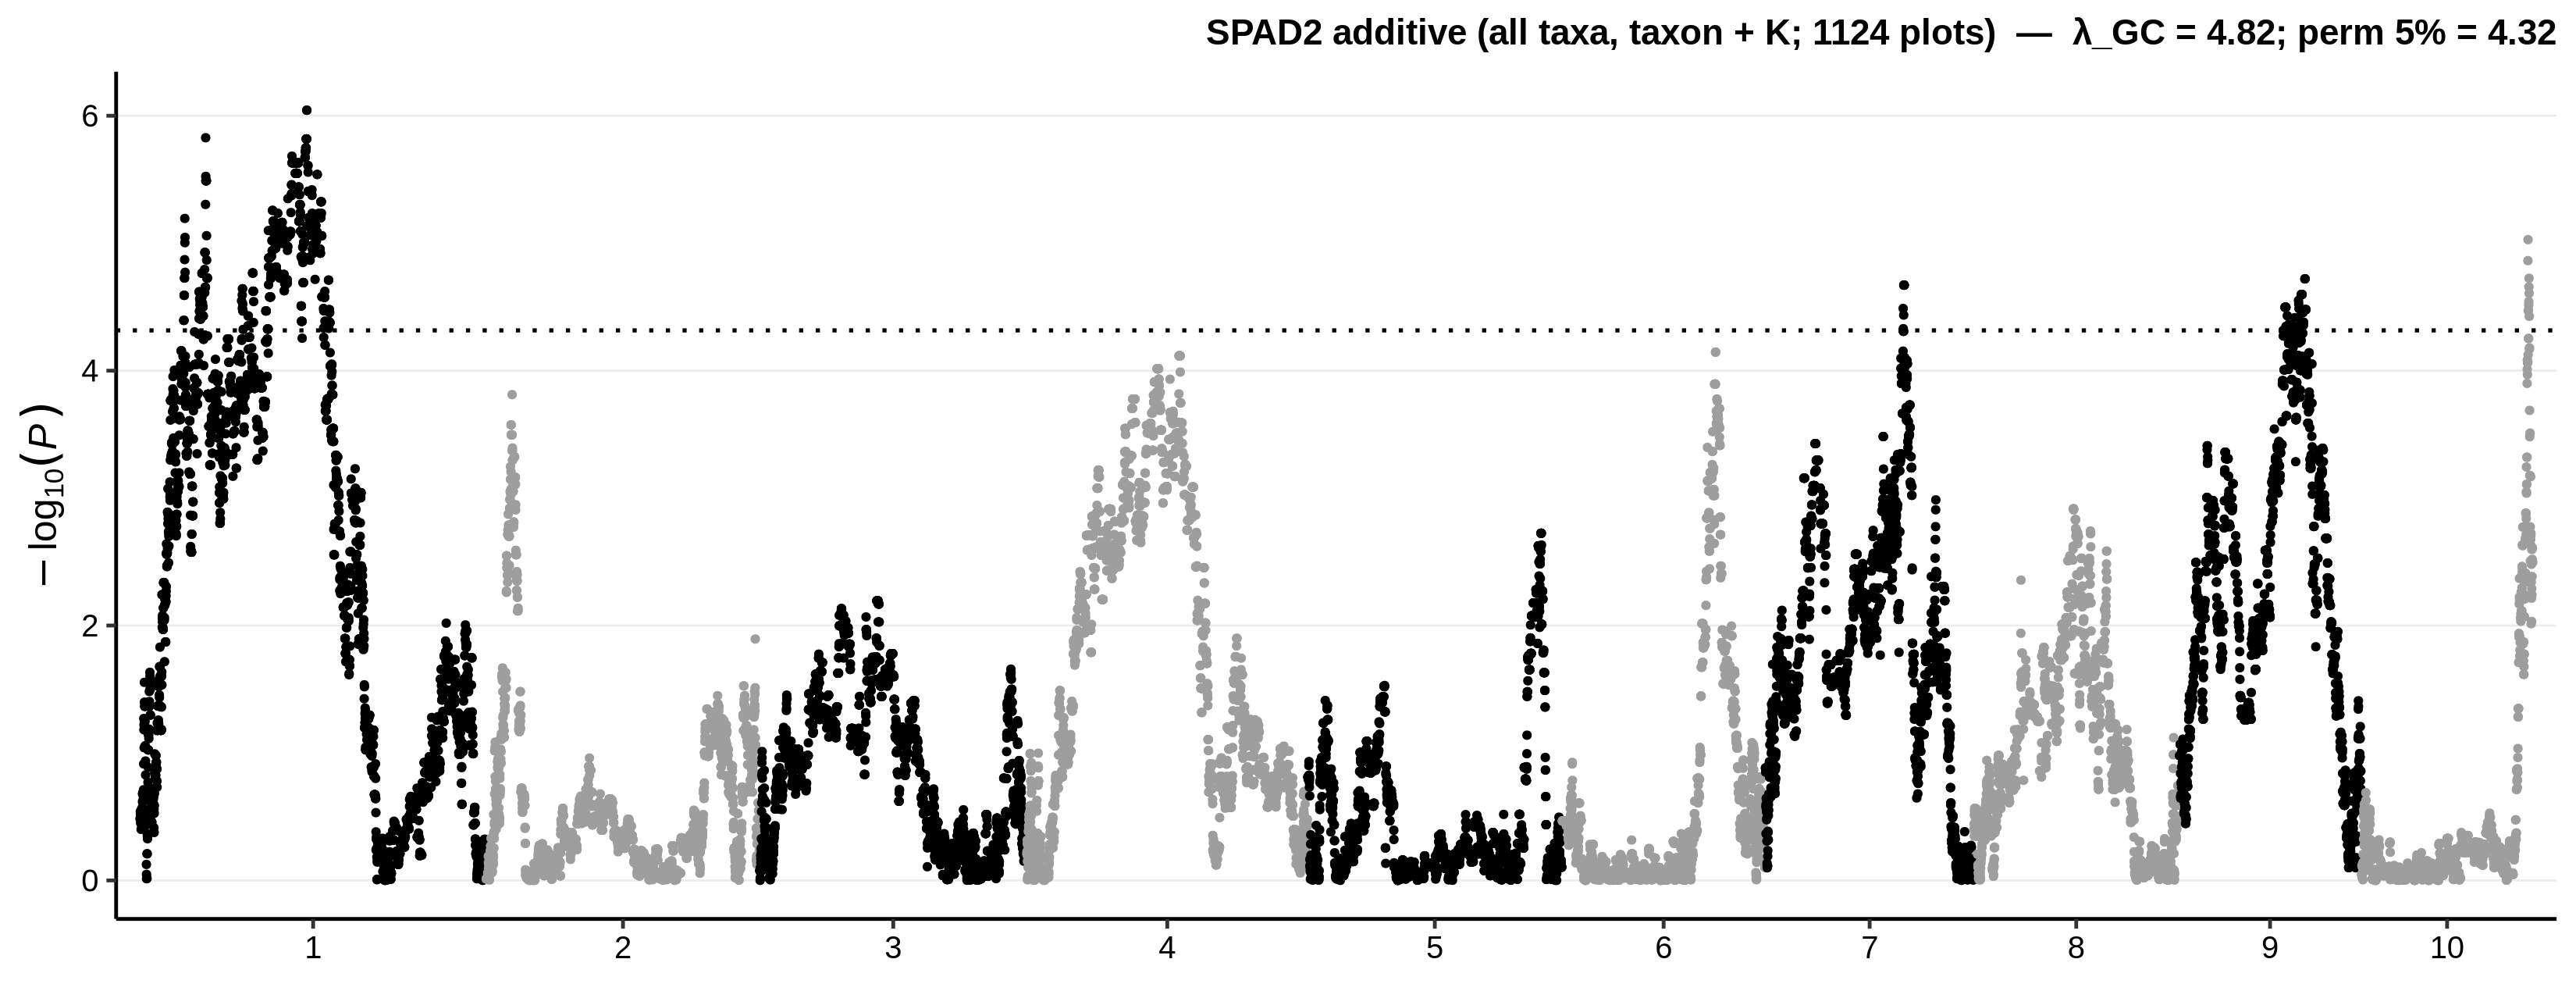 SPAD2 additive (all taxa, taxon + K; 1124 plots) — λ_GC = 4.82; perm 5% = 4.32
− log10(P)
6
4
2
0
1 2 3 4 5 6 7 8 9 10